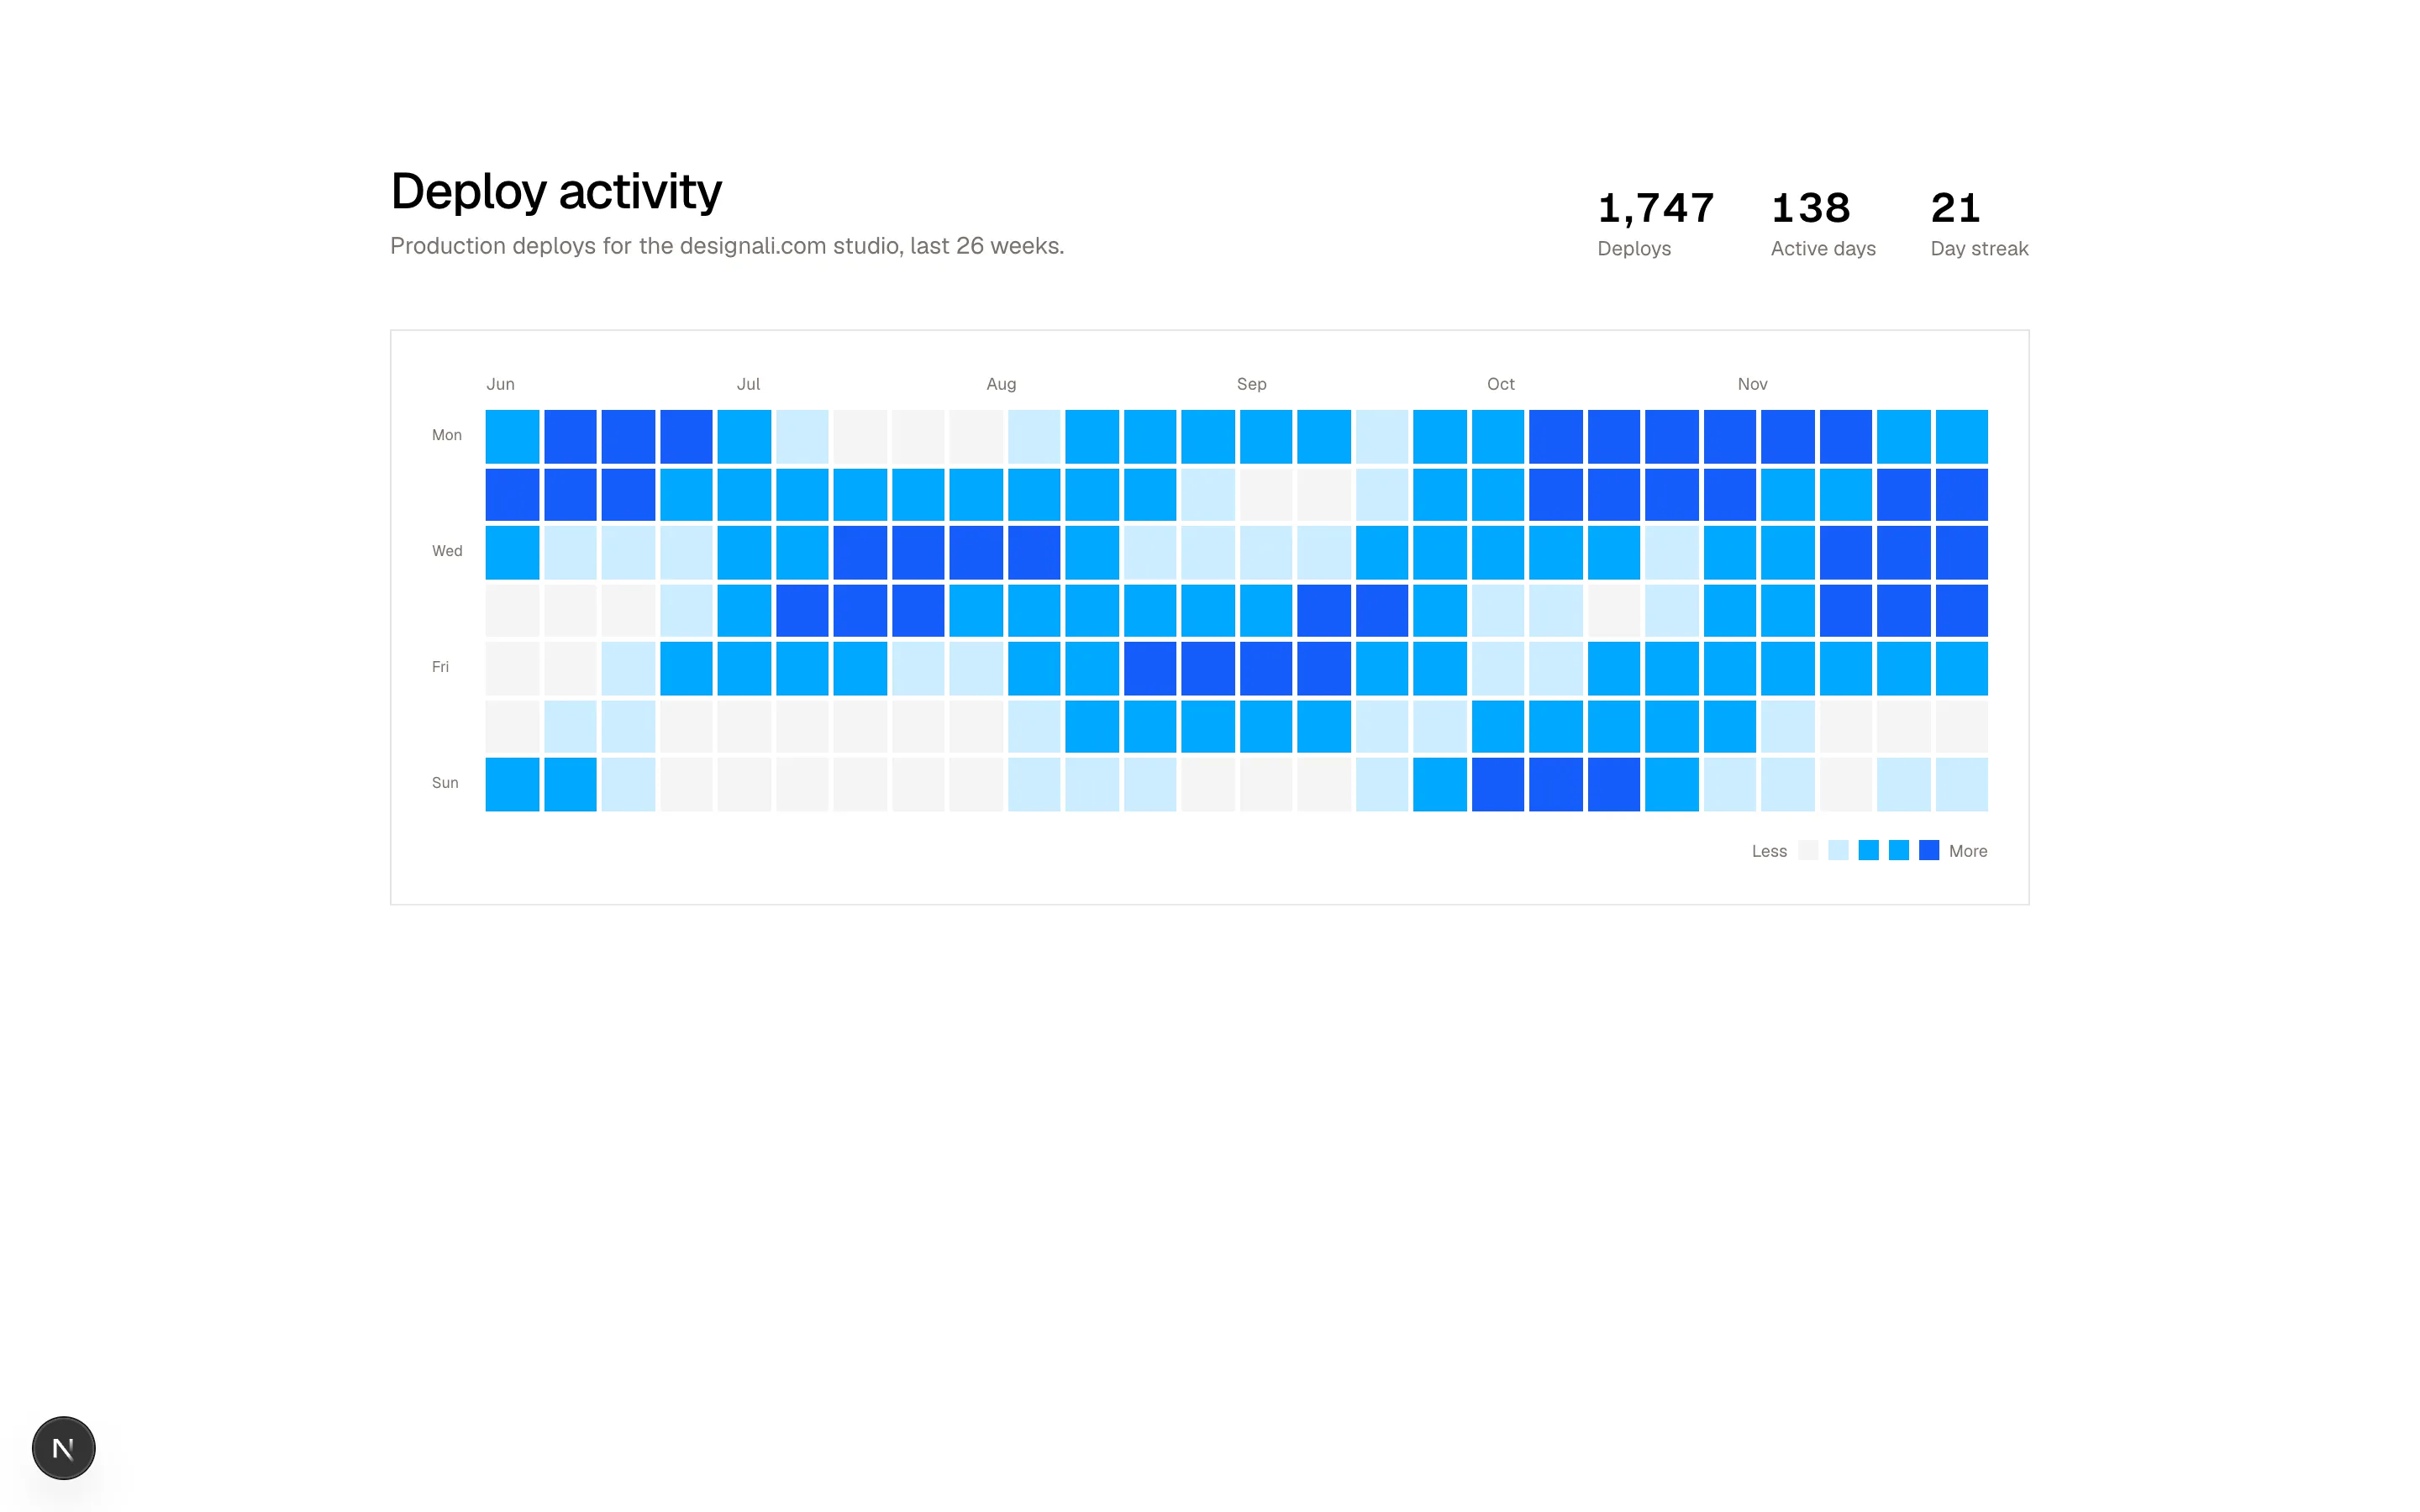 Deploy activity
Production deploys for the designali.com studio, last 26 weeks.
1,747
Deploys
138
Active days
21
Day streak
Jun Jul Aug Sep Oct Nov
Mon
Wed
Fri
Sun
Less More
N